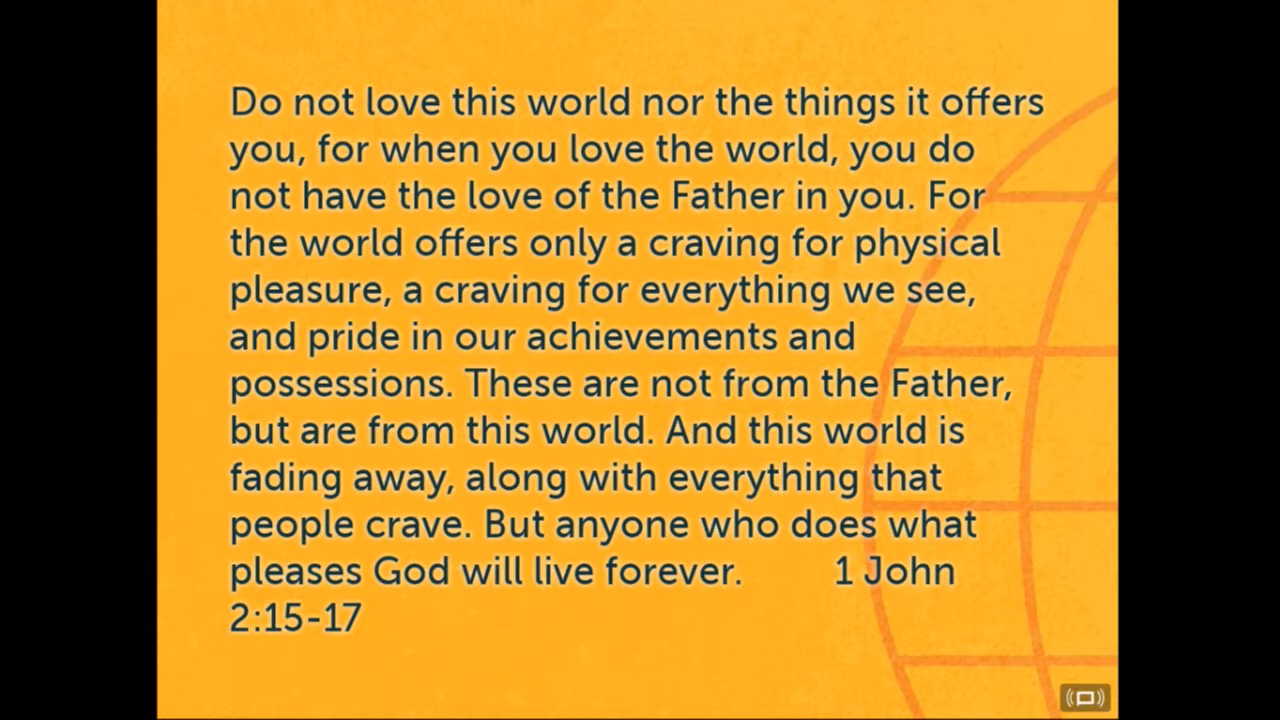 Do not love this world nor the things it offers
you, for when you love the world, you do
not have the love of the Father in you. For
the world offers only a craving for physical
pleasure, a craving for everything we see,
and pride in our achievements and
possessions. These are not from the Father,
but are from this world. And this world is
fading away, along with everything that
people crave. But anyone who does what
pleases God will live forever. 1 John
2:15-17